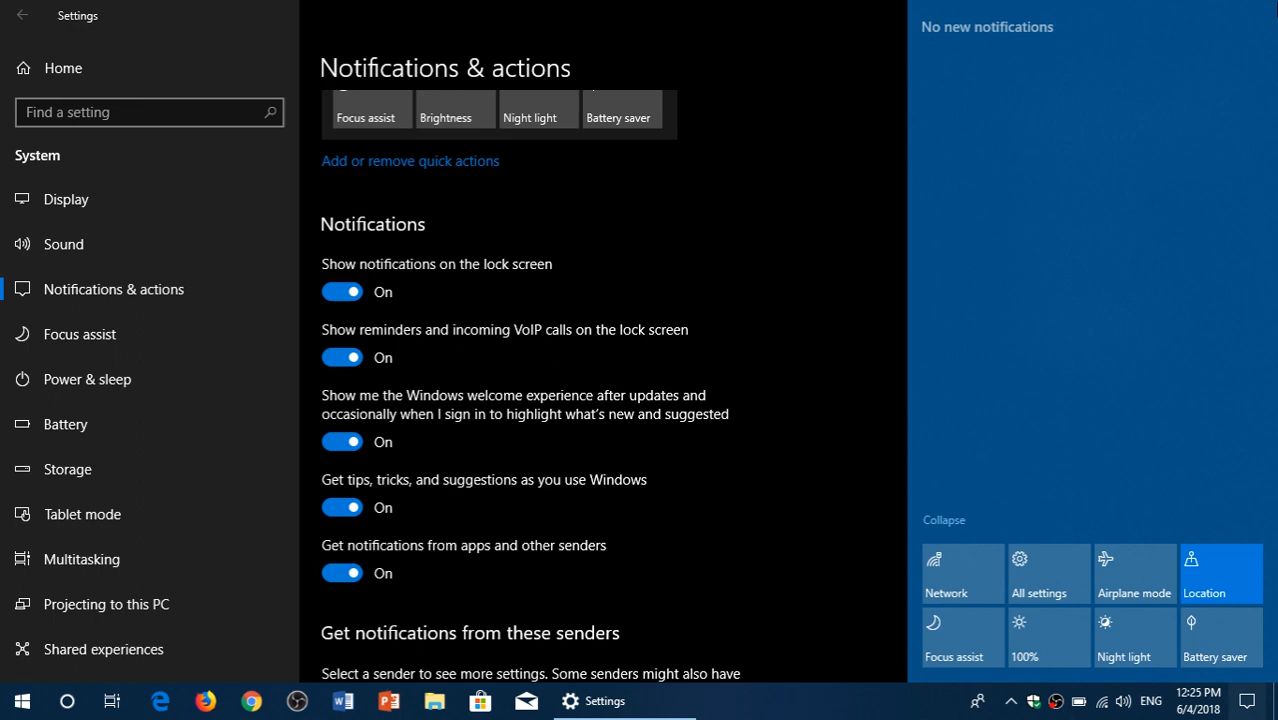 Settings
Home
Find a setting
System
Display
Sound
Notifications & actions
Focus assist
Power & sleep
Battery
Storage
Tablet mode
Multitasking
Projecting to this PC
Shared experiences
Notifications & actions
Focus assist Brightness Night light Battery saver
Add or remove quick actions
Notifications
Show notifications on the lock screen
On
Show reminders and incoming VoIP calls on the lock screen
On
Show me the Windows welcome experience after updates and
occasionally when I sign in to highlight what's new and suggested
On
Get tips, tricks, and suggestions as you use Windows
On
Get notifications from apps and other senders
On
Get notifications from these senders
Select a sender to see more settings. Some senders might also have
No new notifications
Collapse
Network All settings Airplane mode Location
Focus assist 100% Night light Battery saver
Settings
ENG
12:25 PM
6/4/2018